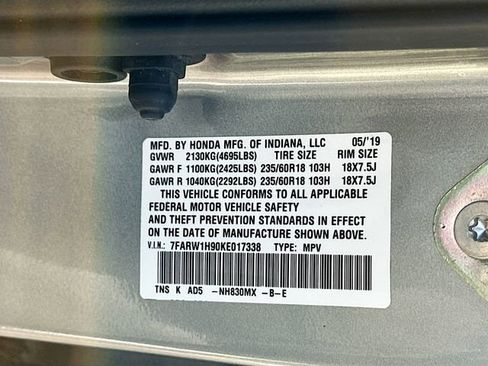 MFD. BY HONDA MFG. OF INDIANA, LLC 05/'19
GVWR 2130KG(4695LBS) TIRE SIZE RIM SIZE
GAWR F 1100KG(2425LBS) 235/60R18 103H 18X7.5J
GAWR R 1040KG(2292LBS) 235/60R18 103H 18X7.5J
THIS VEHICLE CONFORMS TO ALL APPLICABLE
FEDERAL MOTOR VEHICLE SAFETY
AND THEFT PREVENTION STANDARDS IN EFFECT
ON THE DATE OF MANUFACTURE SHOWN ABOVE.
V.I.N.: 7FARW1H90KE017338 TYPE: MPV
TNS K AD5 -NH830MX -B-E